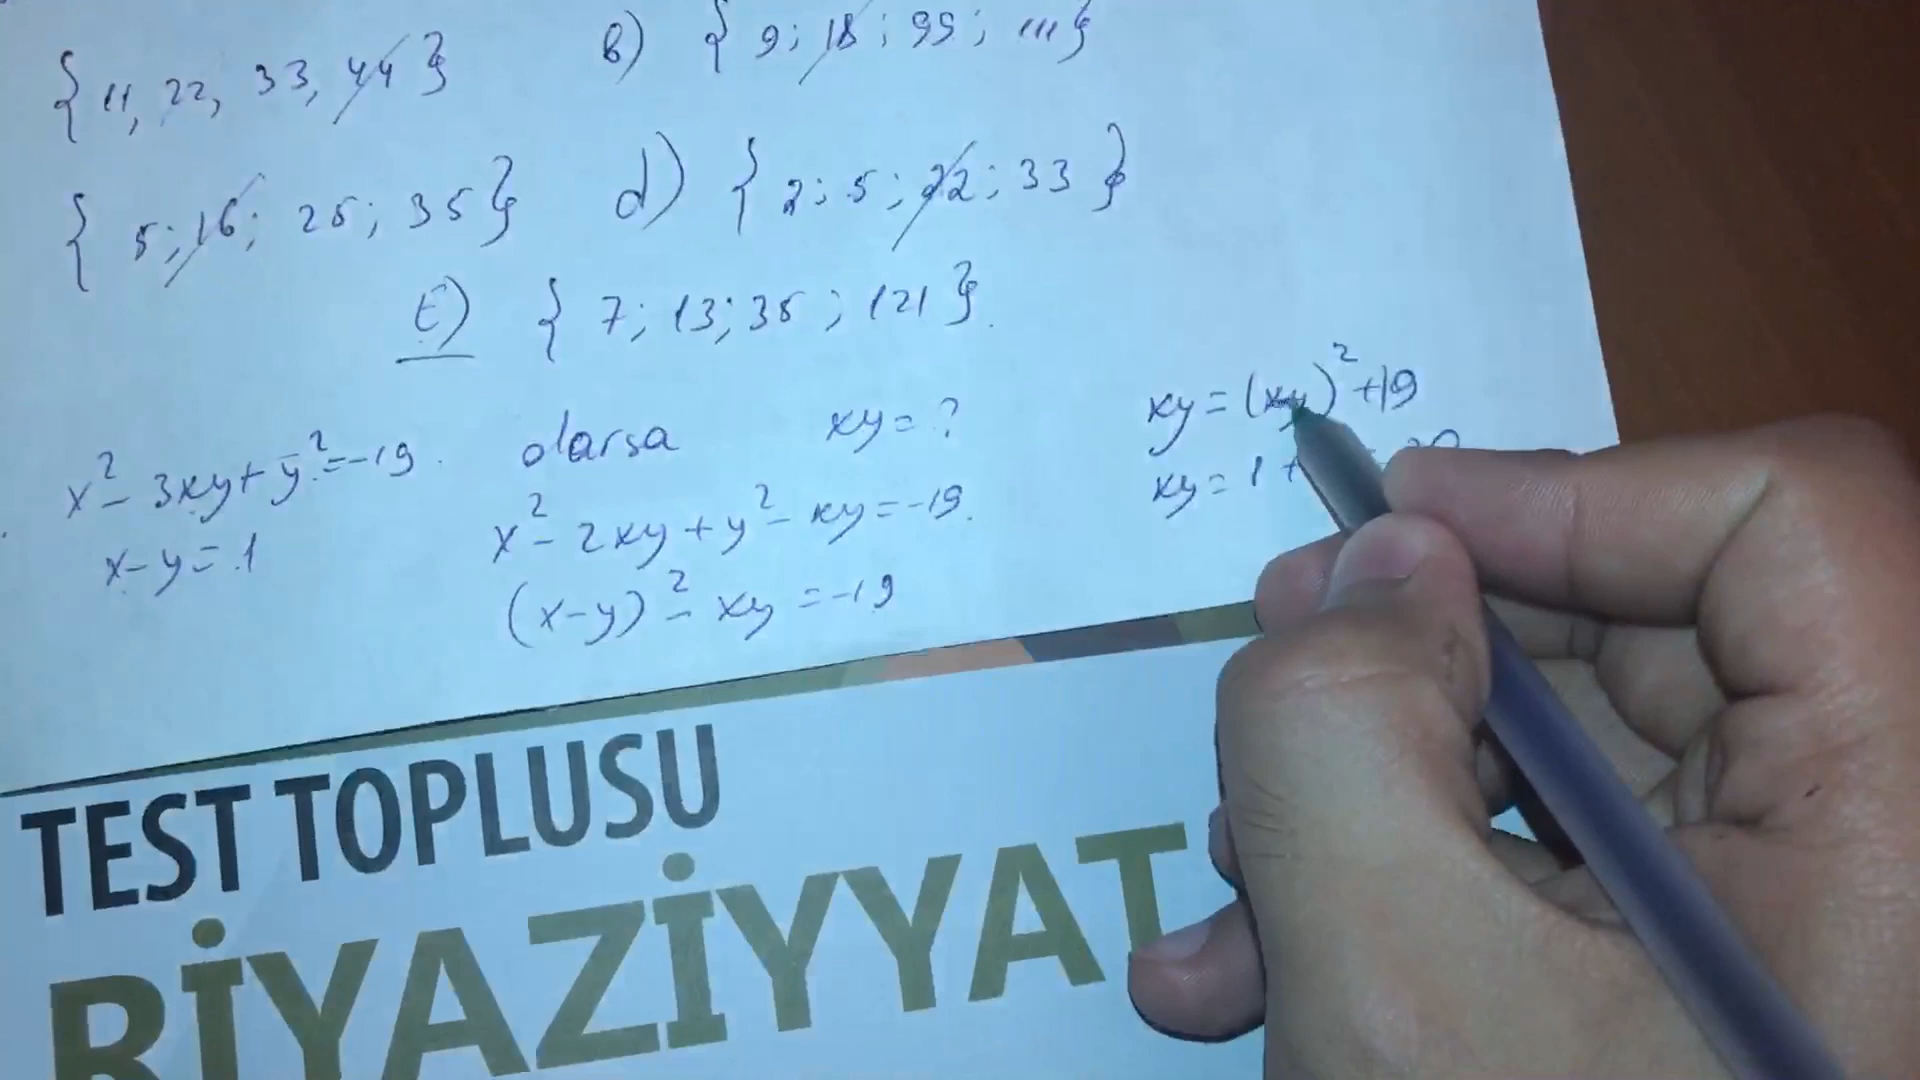 {11, 22, 33, 44} b) {9; 18; 99; 111}
{5; 16; 25; 35} d) {2; 5; 22; 33}
E) {7; 13; 35; 121}.
x² - 3xy + y² = -19. olarsa xy = ?
x - y = 1
x² - 2xy + y² - xy = -19.
(x-y)² - xy = -19
xy = (xy)² + 19
xy = 1 +
TEST TOPLUSU
RİYAZİYYAT